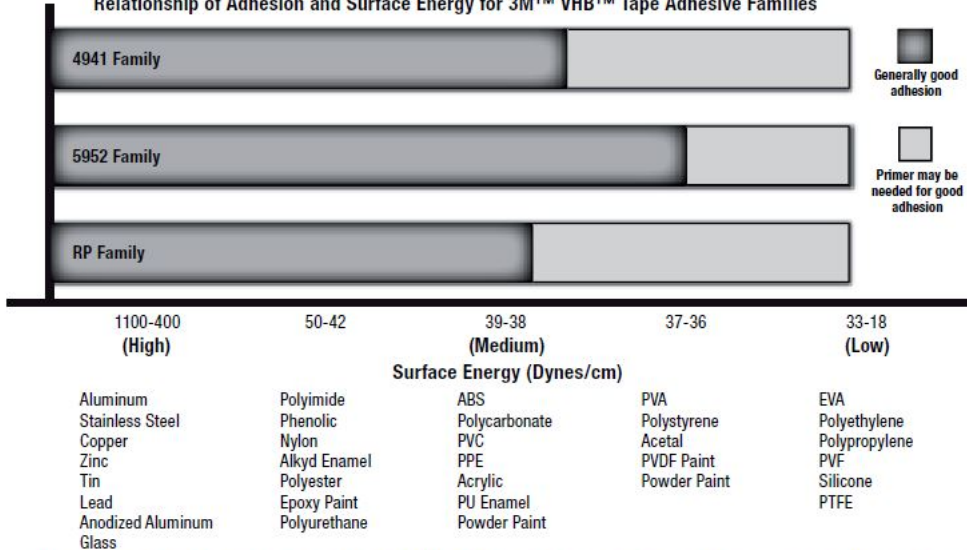 Relationship of Adhesion and Surface Energy for 3M™ VHB™ Tape Adhesive Families
4941 Family
Generally good
adhesion
5952 Family
Primer may be
needed for good
adhesion
RP Family
1100-400 50-42 39-38 37-36 33-18
(High) (Medium) (Low)
Surface Energy (Dynes/cm)
Aluminum Polyimide ABS PVA EVA
Stainless Steel Phenolic Polycarbonate Polystyrene Polyethylene
Copper Nylon PVC Acetal Polypropylene
Zinc Alkyd Enamel PPE PVDF Paint PVF
Tin Polyester Acrylic Powder Paint Silicone
Lead Epoxy Paint PU Enamel PTFE
Anodized Aluminum Polyurethane Powder Paint
Glass